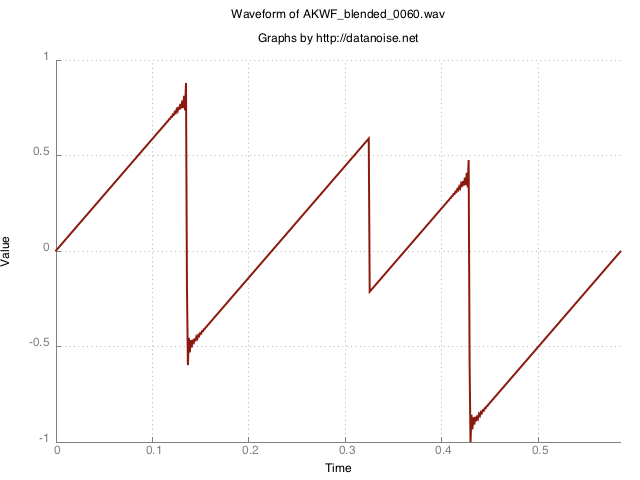 Waveform of AKWF_blended_0060.wav
Graphs by http://datanoise.net
1
0.5
0
-0.5
-1
Value
0 0.1 0.2 0.3 0.4 0.5
Time